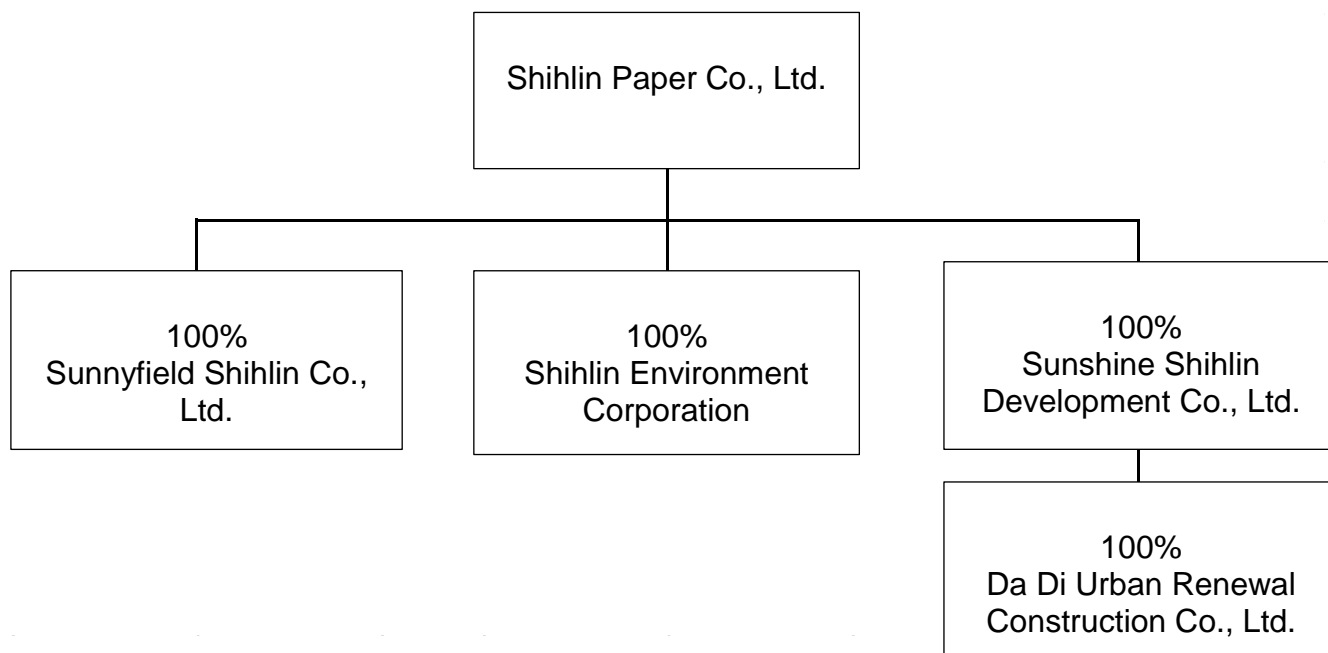 Shihlin Paper Co., Ltd.
100%
Sunnyfield Shihlin Co.,
Ltd.
100%
Shihlin Environment
Corporation
100%
Sunshine Shihlin
Development Co., Ltd.
100%
Da Di Urban Renewal
Construction Co., Ltd.